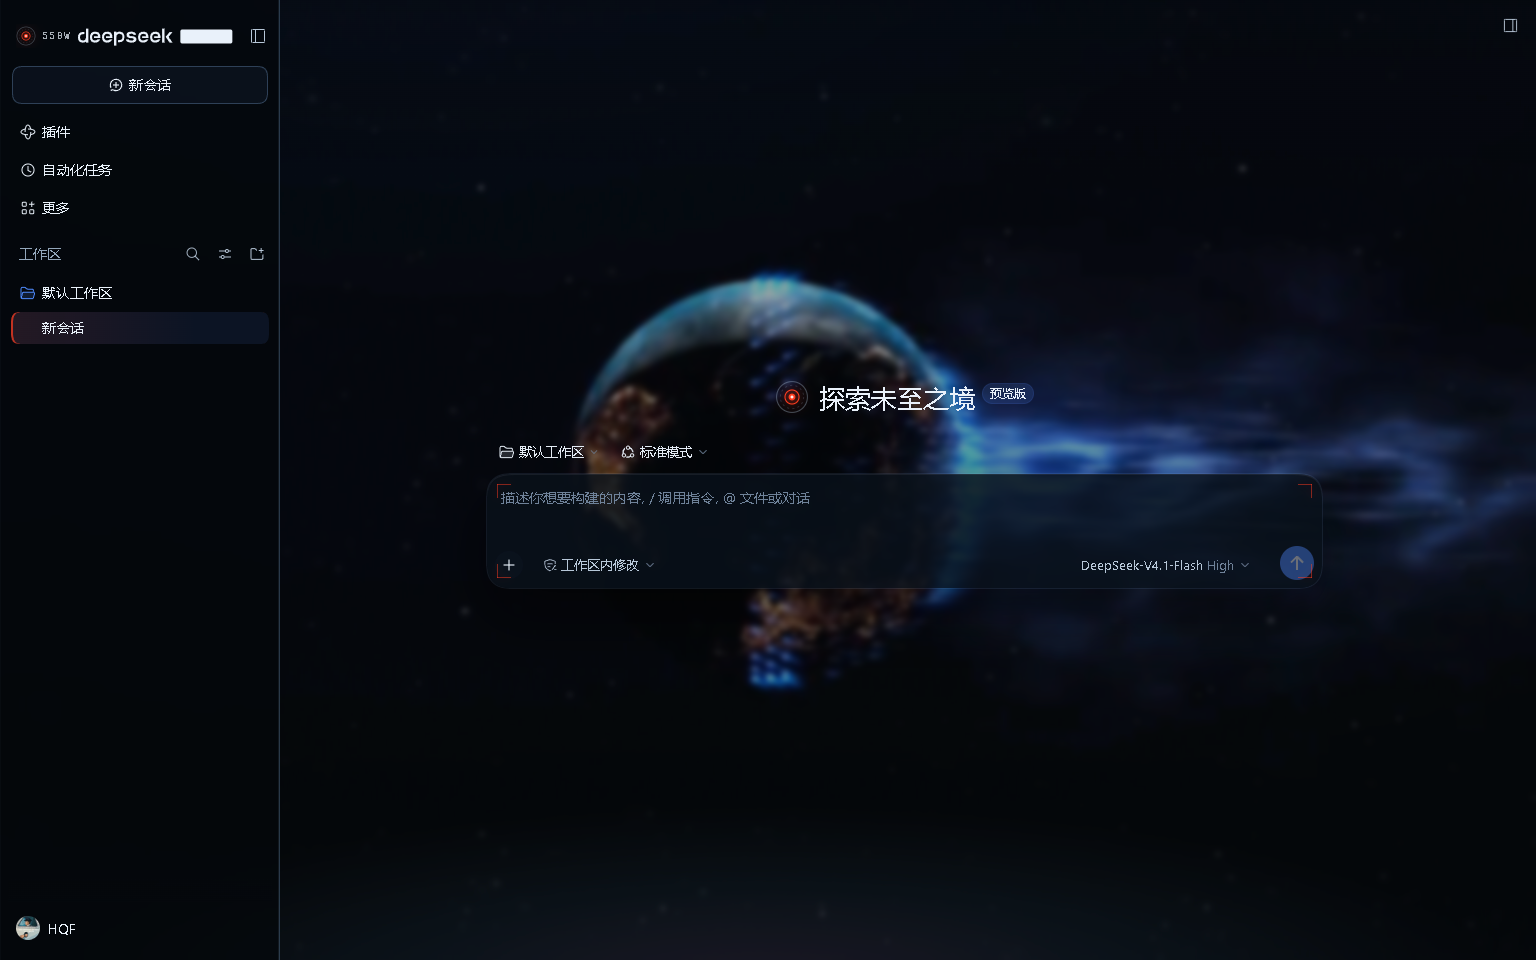 550W deepseek
新会话
插件
自动化任务
更多
工作区
默认工作区
新会话
探索未至之境 预览版
默认工作区 标准模式
描述你想要构建的内容, / 调用指令, @ 文件或对话
工作区内修改 DeepSeek-V4.1-Flash High
HQF